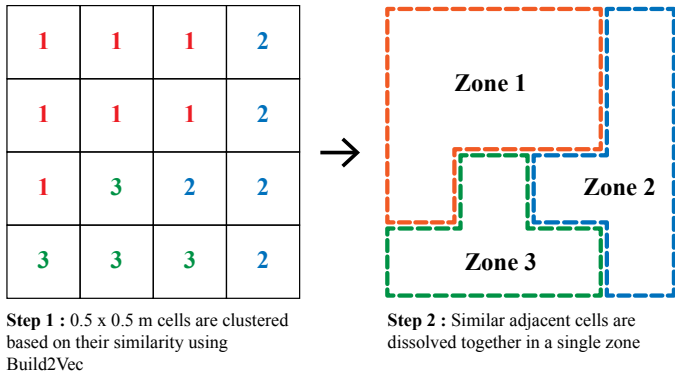 1 1 1 2
1 1 1 2
1 3 2 2
3 3 3 2
Zone 1
Zone 2
Zone 3
Step 1 : 0.5 x 0.5 m cells are clustered
based on their similarity using
Build2Vec
Step 2 : Similar adjacent cells are
dissolved together in a single zone